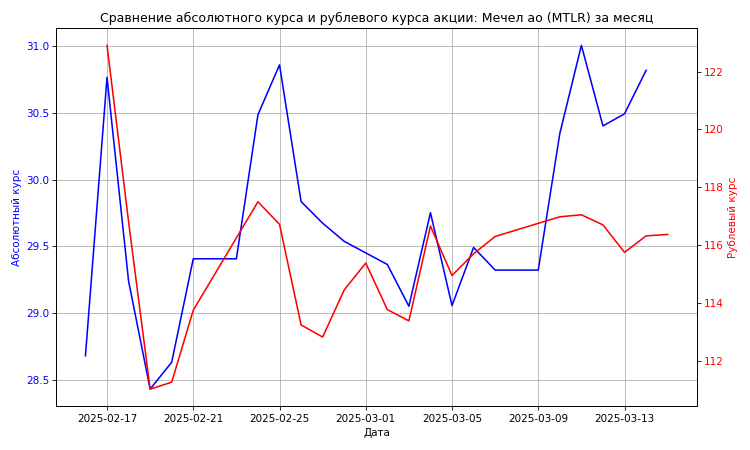 Сравнение абсолютного курса и рублевого курса акции: Мечел ао (MTLR) за месяц
31.0
30.5
30.0
29.5
29.0
28.5
Абсолютный курс
122
120
118
116
114
112
Рублевый курс
2025-02-17 2025-02-21 2025-02-25 2025-03-01 2025-03-05 2025-03-09 2025-03-13
Дата